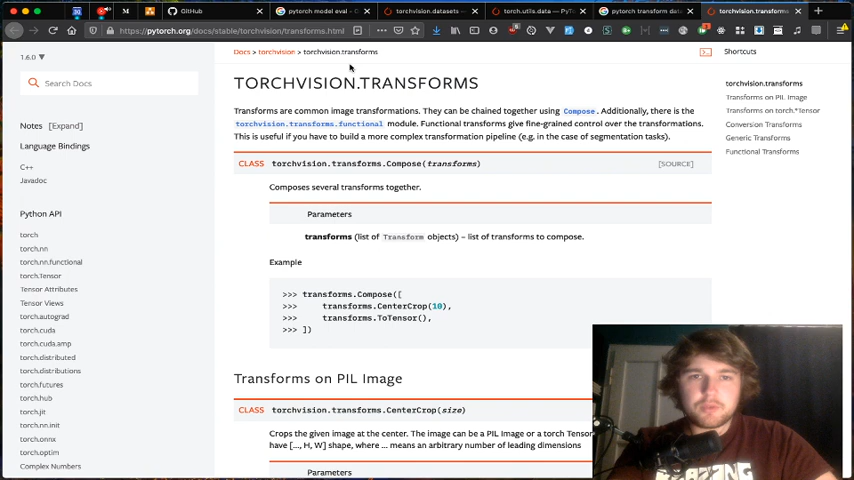 GitHub
pytorch model eval - G
torchvision.datasets —
torch.utils.data — PyTo
pytorch transform data
torchvision.transforms
https://pytorch.org/docs/stable/torchvision/transforms.html
1.6.0
Search Docs
Notes [Expand]
Language Bindings
C++
Javadoc
Python API
torch
torch.nn
torch.nn.functional
torch.Tensor
Tensor Attributes
Tensor Views
torch.autograd
torch.cuda
torch.cuda.amp
torch.distributed
torch.distributions
torch.futures
torch.hub
torch.jit
torch.nn.init
torch.onnx
torch.optim
Complex Numbers
Docs > torchvision > torchvision.transforms
TORCHVISION.TRANSFORMS
Transforms are common image transformations. They can be chained together using Compose. Additionally, there is the
torchvision.transforms.functional module. Functional transforms give fine-grained control over the transformations.
This is useful if you have to build a more complex transformation pipeline (e.g. in the case of segmentation tasks).
CLASS torchvision.transforms.Compose(transforms) [SOURCE]
Composes several transforms together.
Parameters
transforms (list of Transform objects) – list of transforms to compose.
Example
>>> transforms.Compose([
>>> transforms.CenterCrop(10),
>>> transforms.ToTensor(),
>>> ])
Transforms on PIL Image
CLASS torchvision.transforms.CenterCrop(size)
Crops the given image at the center. The image can be a PIL Image or a torch Tensor
have [..., H, W] shape, where ... means an arbitrary number of leading dimensions
Parameters
Shortcuts
torchvision.transforms
Transforms on PIL Image
Transforms on torch.*Tensor
Conversion Transforms
Generic Transforms
Functional Transforms